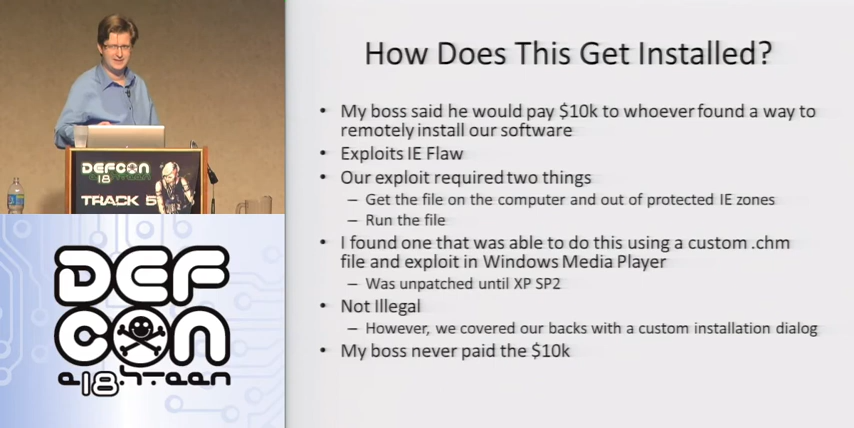 How Does This Get Installed?
• My boss said he would pay $10k to whoever found a way to
remotely install our software
• Exploits IE Flaw
• Our exploit required two things
– Get the file on the computer and out of protected IE zones
– Run the file
• I found one that was able to do this using a custom .chm
file and exploit in Windows Media Player
– Was unpatched until XP SP2
• Not Illegal
– However, we covered our backs with a custom installation dialog
• My boss never paid the $10k
DEFCON
18
TRACK 5
DEF
CON
e18hteen